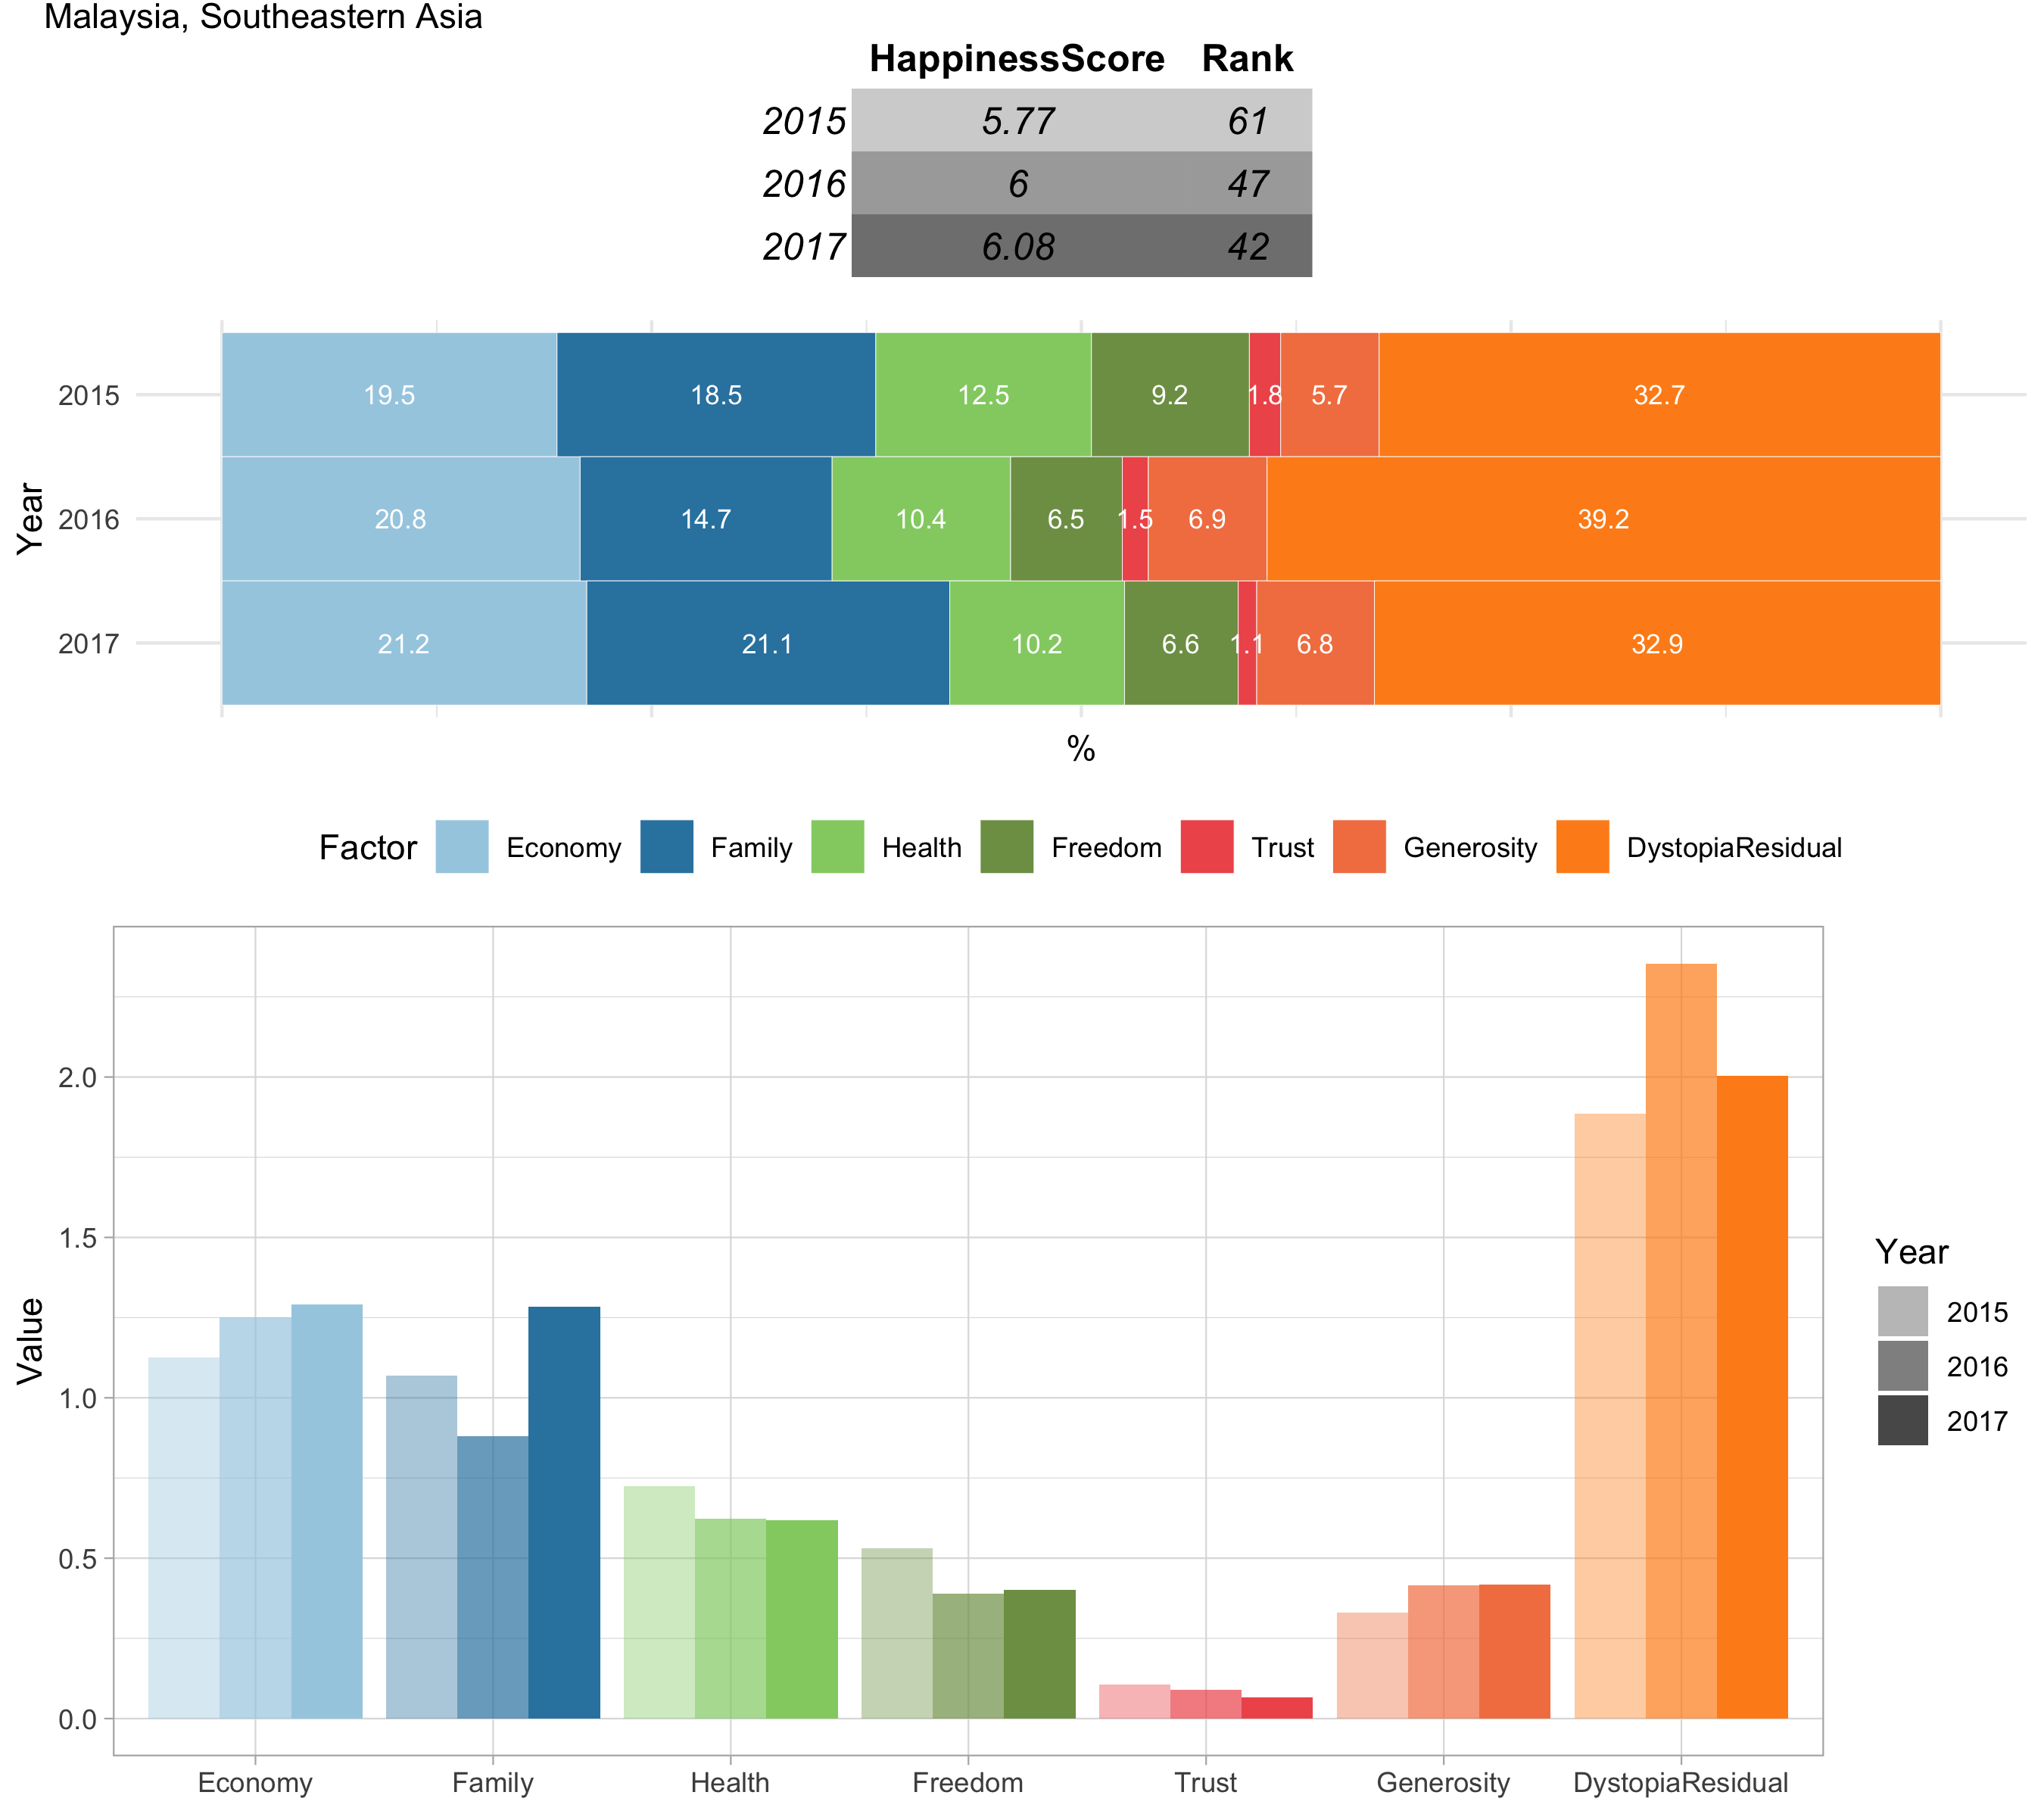 Malaysia, Southeastern Asia
HappinessScore Rank
2015 5.77 61
2016 6 47
2017 6.08 42
2015 19.5 18.5 12.5 9.2 1.8 5.7 32.7
2016 20.8 14.7 10.4 6.5 1.5 6.9 39.2
2017 21.2 21.1 10.2 6.6 1.1 6.8 32.9
Year
%
Factor Economy Family Health Freedom Trust Generosity DystopiaResidual
2.0
1.5
1.0
0.5
0.0
Value
Economy Family Health Freedom Trust Generosity DystopiaResidual
Year
2015
2016
2017